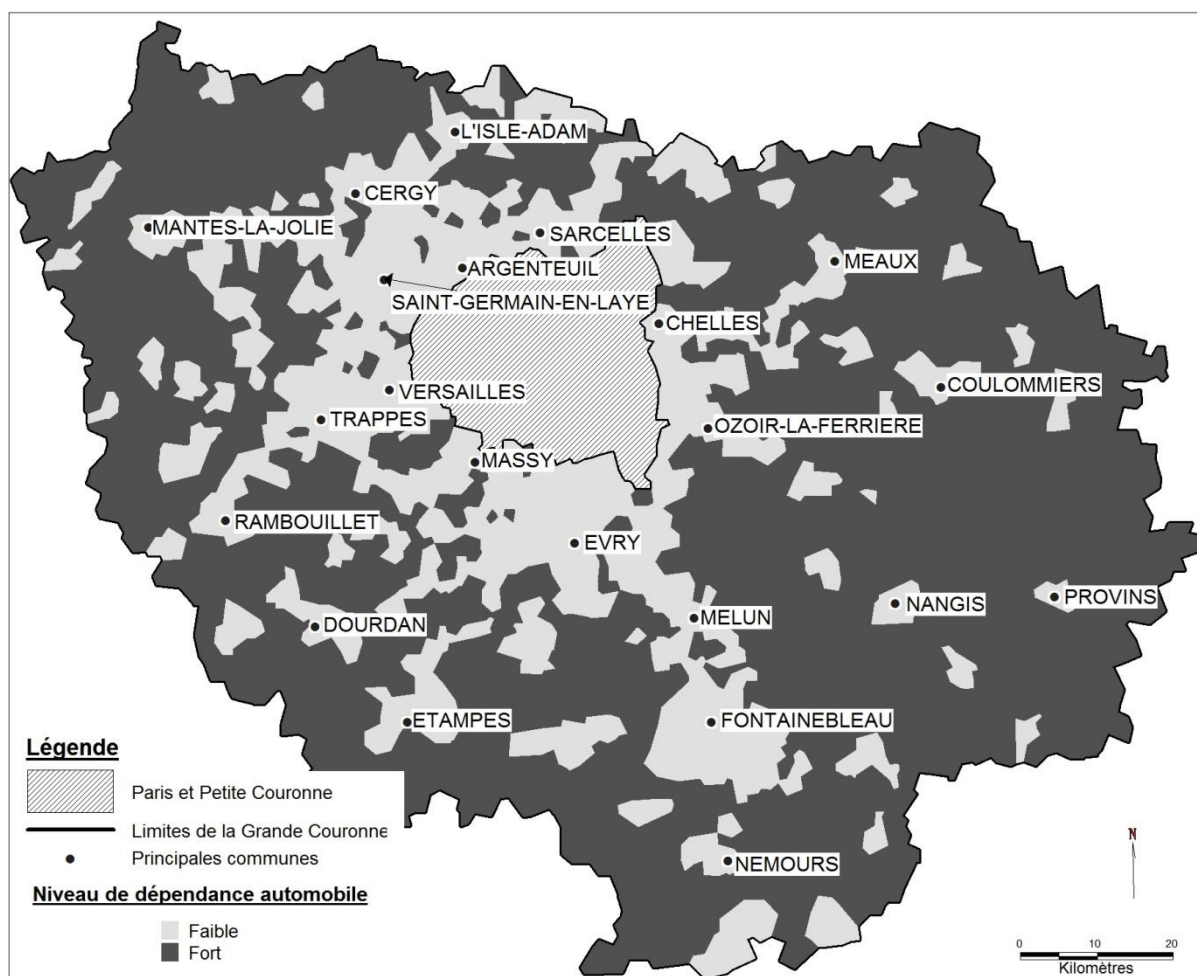 L'ISLE-ADAM
CERGY
MANTES-LA-JOLIE
SARCELLES
MEAUX
ARGENTEUIL
SAINT-GERMAIN-EN-LAYE
CHELLES
COULOMMIERS
VERSAILLES
TRAPPES
OZOIR-LA-FERRIERE
MASSY
RAMBOUILLET
EVRY
NANGIS
PROVINS
DOURDAN
MELUN
ETAMPES
FONTAINEBLEAU
NEMOURS
Légende
Paris et Petite Couronne
Limites de la Grande Couronne
Principales communes
Niveau de dépendance automobile
Faible
Fort
N
0 10 20
Kilomètres